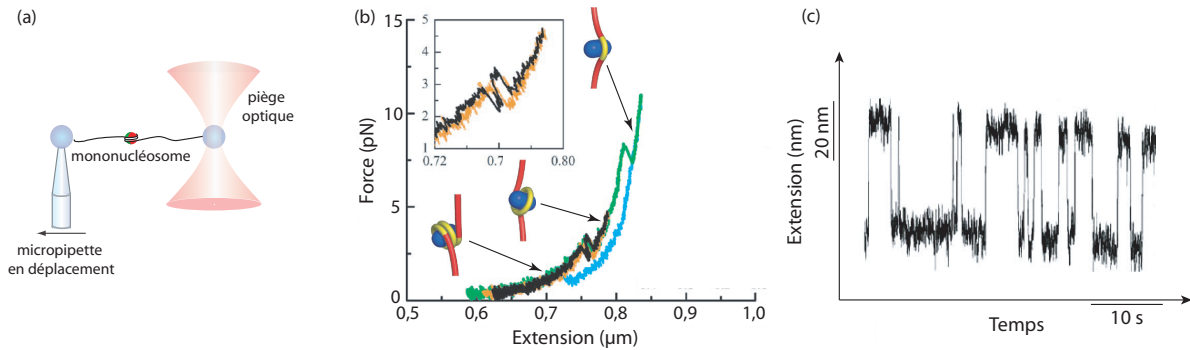 (a)
piège
optique
mononucléosome
micropipette
en déplacement
(b)
Force (pN)
15
10
5
0
5
4
3
2
1
0.72
0.7
0.80
0,5
0,6
0,7
0,8
0,9
1,0
Extension (µm)
(c)
Extension (nm)
20 nm
Temps
10 s